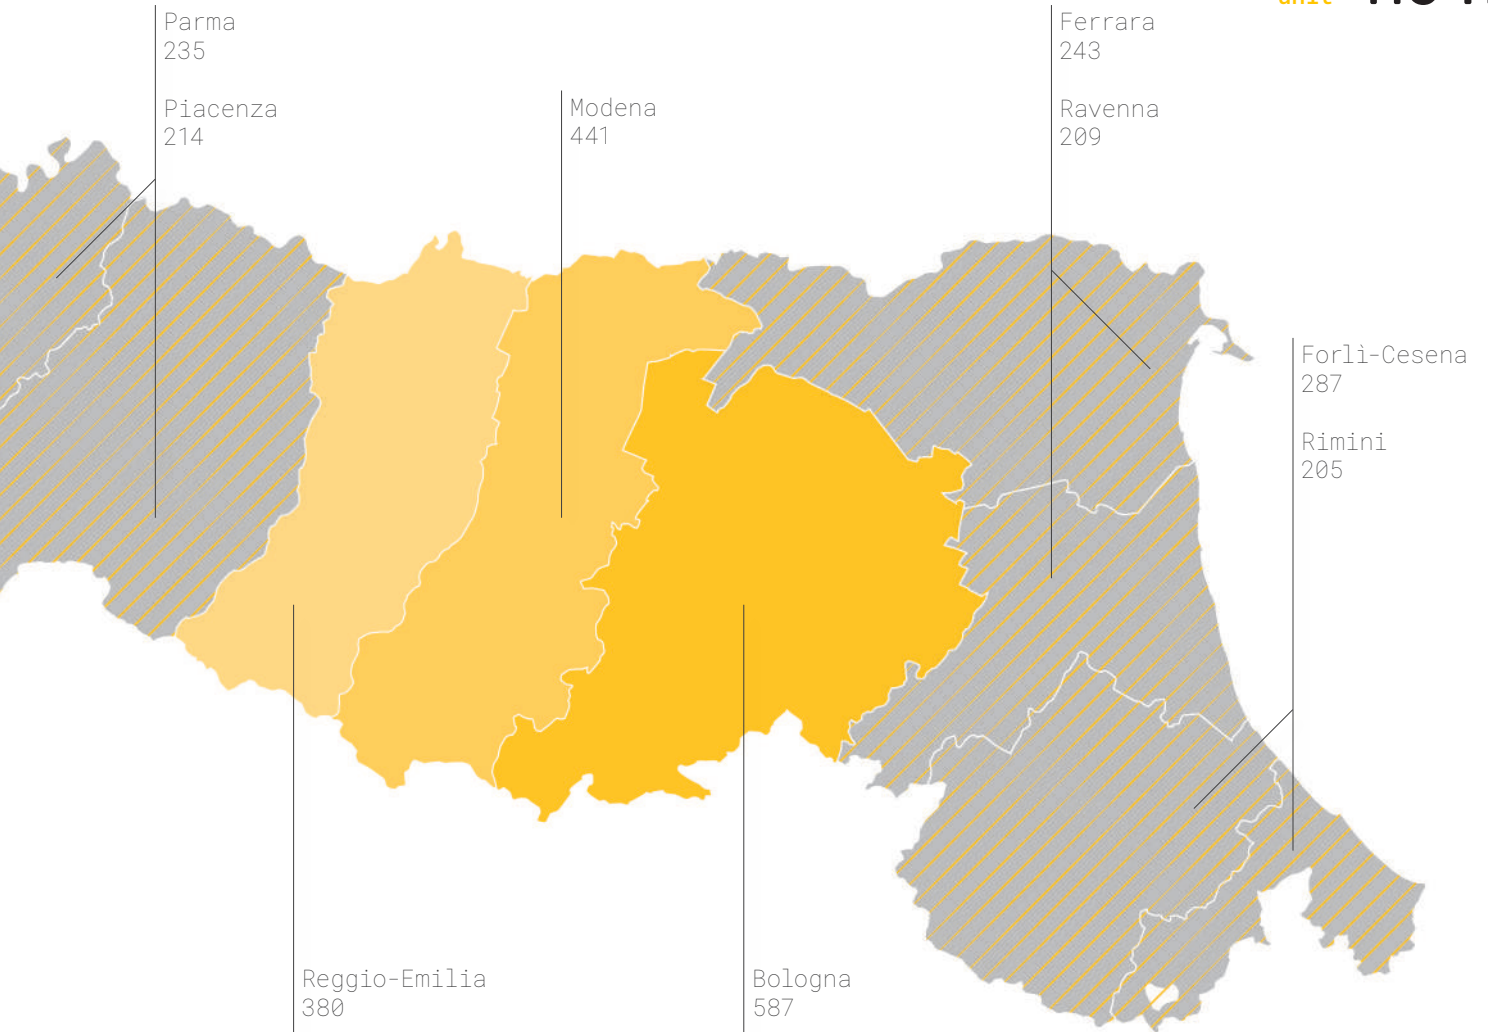 Parma
235
Piacenza
214
Modena
441
Ferrara
243
Ravenna
209
Forlì-Cesena
287
Rimini
205
Reggio-Emilia
380
Bologna
587